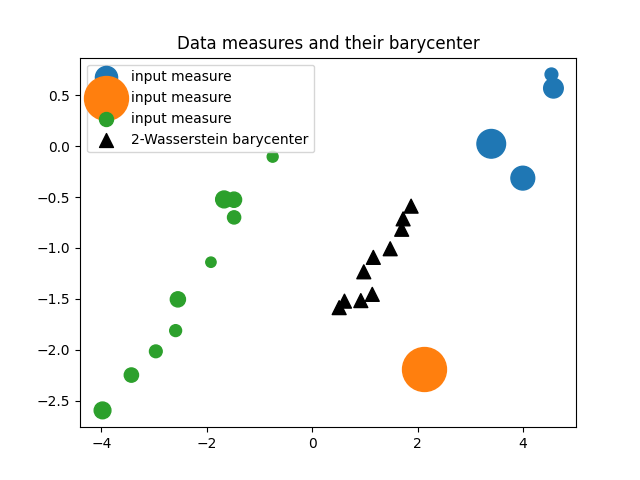 Data measures and their barycenter
input measure
input measure
input measure
2-Wasserstein barycenter
0.5
0.0
−0.5
−1.0
−1.5
−2.0
−2.5
−4
−2
0
2
4